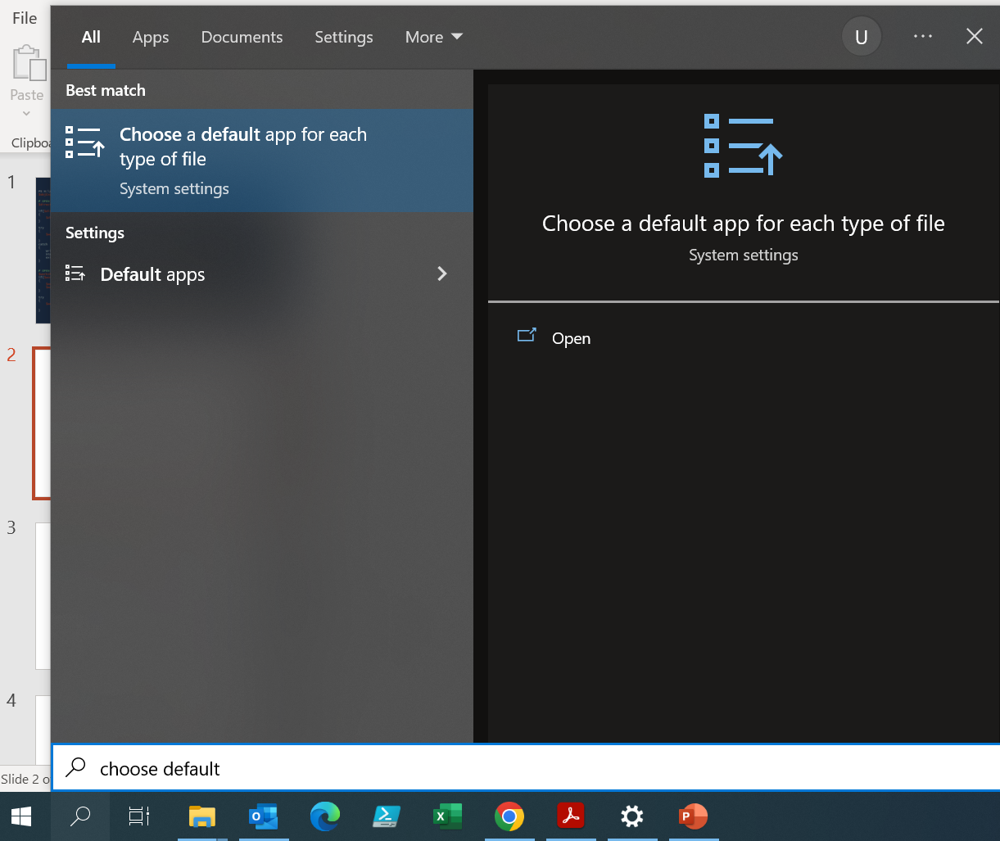 File
All Apps Documents Settings More
U
Paste
Best match
Choose a default app for each
type of file
System settings
Settings
Default apps
Choose a default app for each type of file
System settings
Open
1
2
3
4
Slide 2
choose default